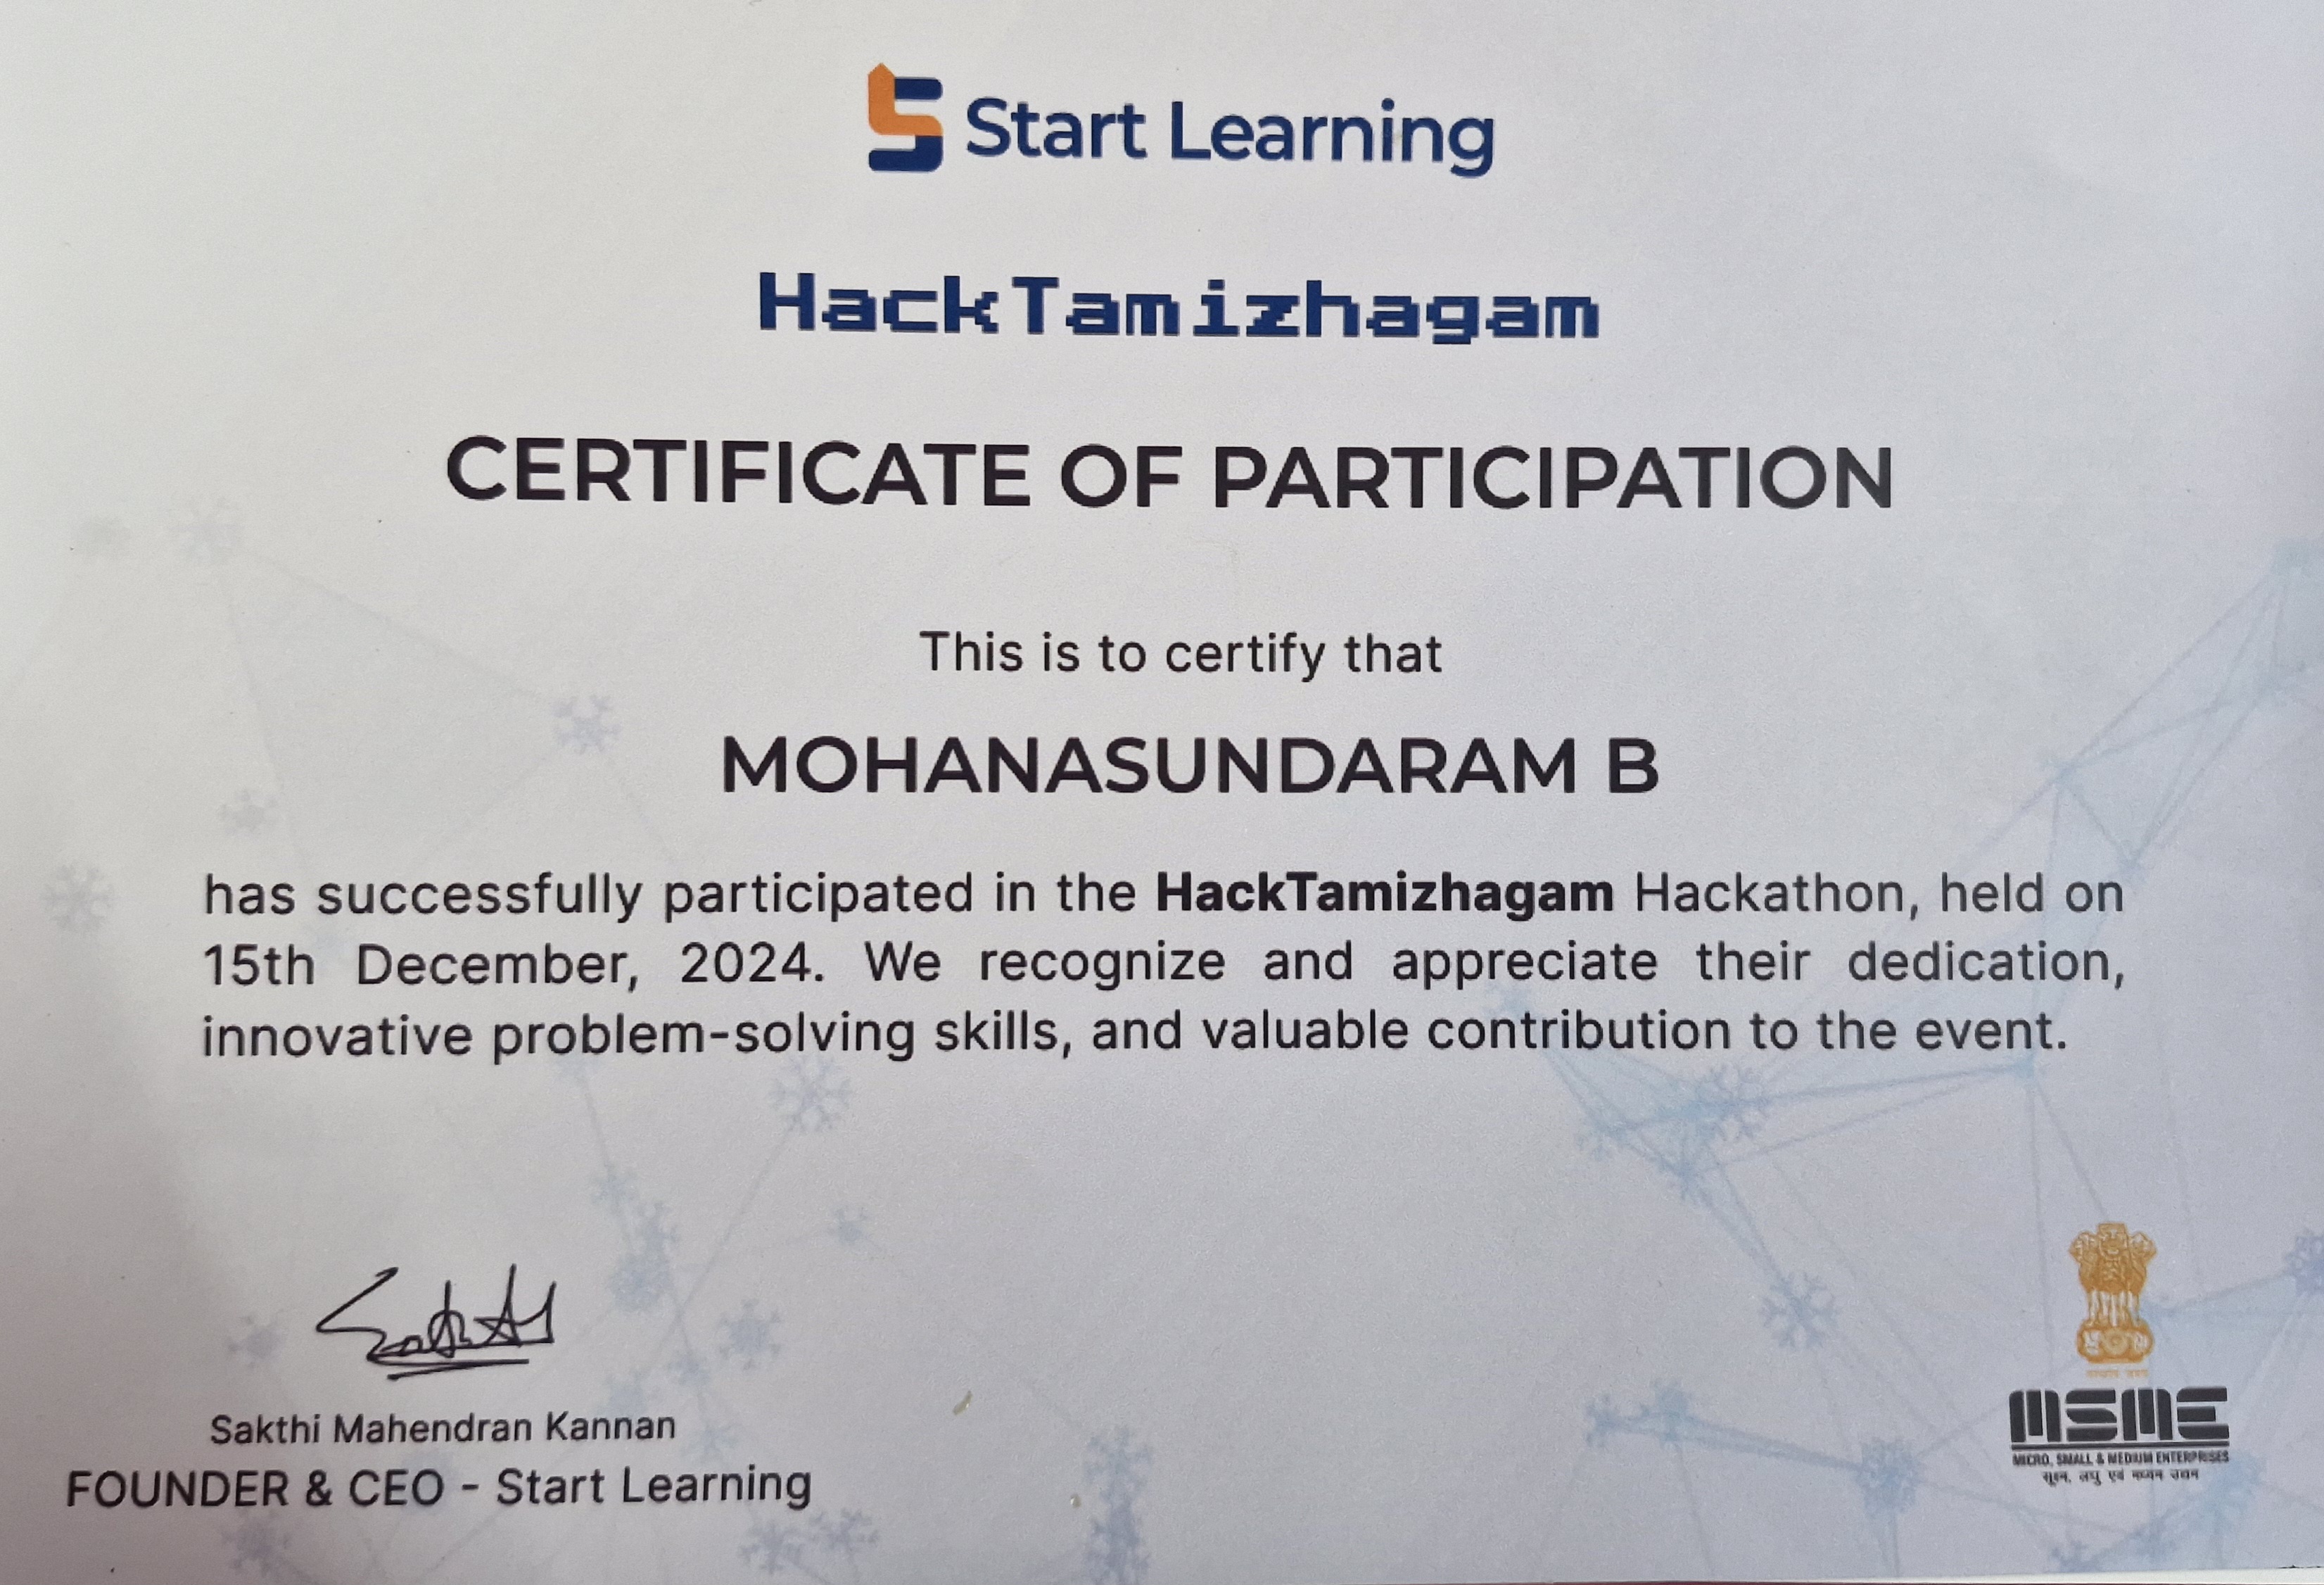 Start Learning
HackTamizhagam
CERTIFICATE OF PARTICIPATION
This is to certify that
MOHANASUNDARAM B
has successfully participated in the HackTamizhagam Hackathon, held on
15th December, 2024. We recognize and appreciate their dedication,
innovative problem-solving skills, and valuable contribution to the event.
Sakthi Mahendran Kannan
FOUNDER & CEO - Start Learning
MSME
MICRO, SMALL & MEDIUM ENTERPRISES
सूक्ष्म, लघु एवं मध्यम उद्यम